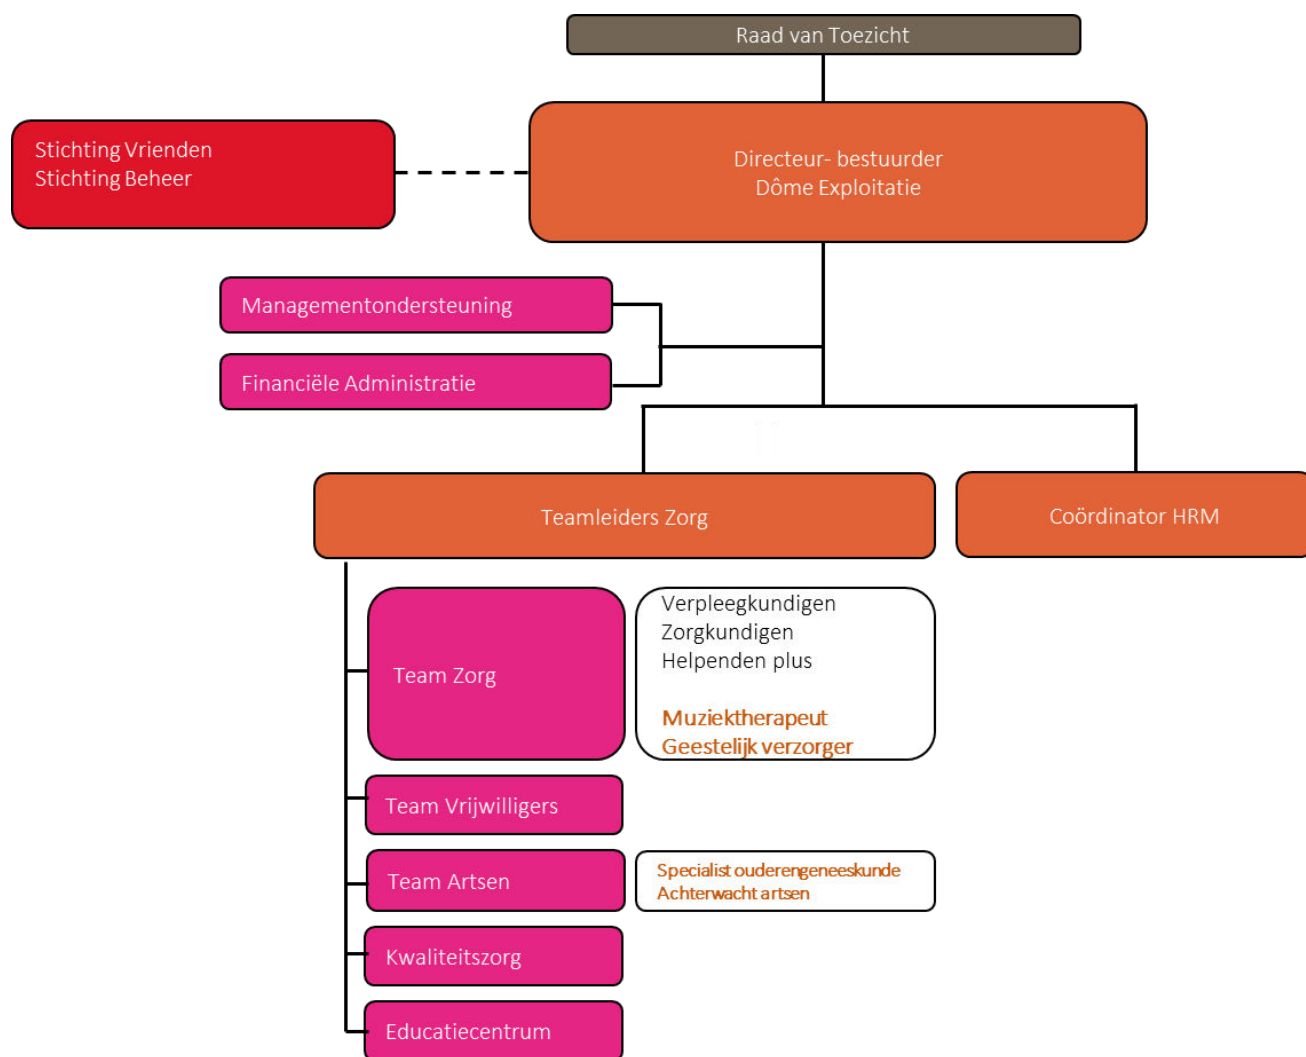 Raad van Toezicht
Stichting Vrienden
Stichting Beheer
Directeur- bestuurder
Dôme Exploitatie
Managementondersteuning
Financiële Administratie
Teamleiders Zorg
Coördinator HRM
Team Zorg
Verpleegkundigen
Zorgkundigen
Helpenden plus
Muziektherapeut
Geestelijk verzorger
Team Vrijwilligers
Team Artsen
Specialist ouderengeneeskunde
Achterwacht artsen
Kwaliteitszorg
Educatiecentrum